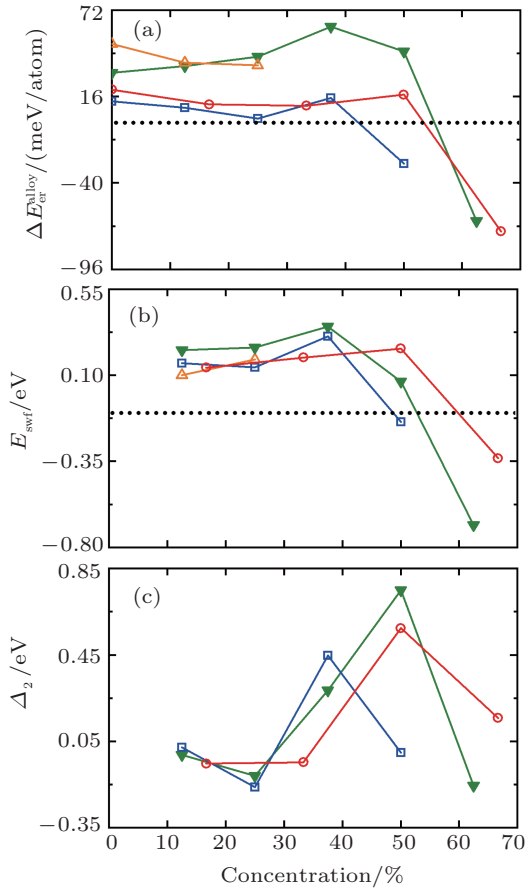 72
(a)
16
−40
−96
ΔE_er^alloy/(meV/atom)
0.55
(b)
0.10
−0.35
−0.80
E_swf/eV
0.85
(c)
0.45
0.05
−0.35
Δ_2/eV
0 10 20 30 40 50 60 70
Concentration/%